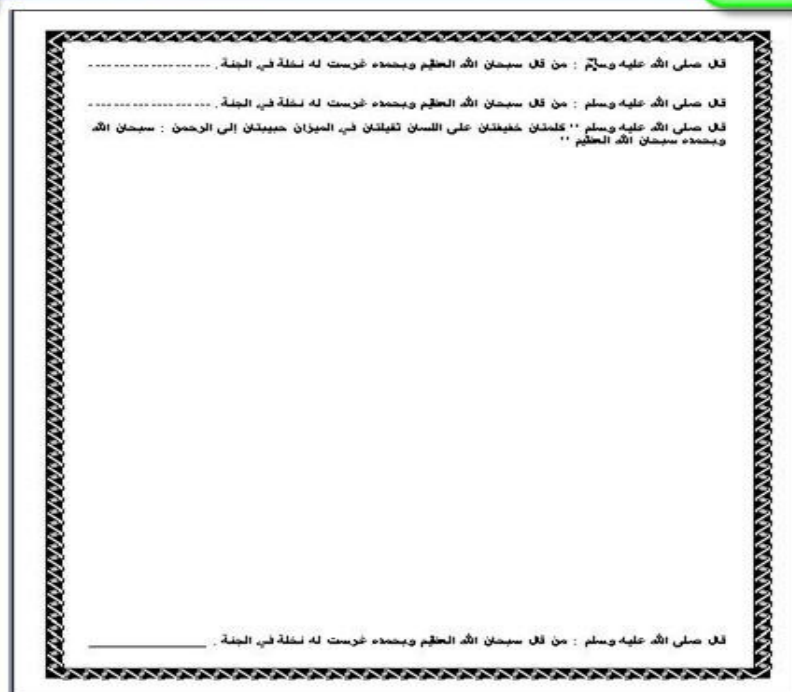 قال صلى الله عليه وسلم : من قال سبحان الله العظيم وبحمده غرست له نخلة في الجنة . -------------------
قال صلى الله عليه وسلم : من قال سبحان الله العظيم وبحمده غرست له نخلة في الجنة . -------------------
قال صلى الله عليه وسلم '' كلمتان خفيفتان على اللسان ثقيلتان في الميزان حبيبتان إلى الرحمن : سبحان الله
وبحمده سبحان الله العظيم ''
قال صلى الله عليه وسلم : من قال سبحان الله العظيم وبحمده غرست له نخلة في الجنة . ______________